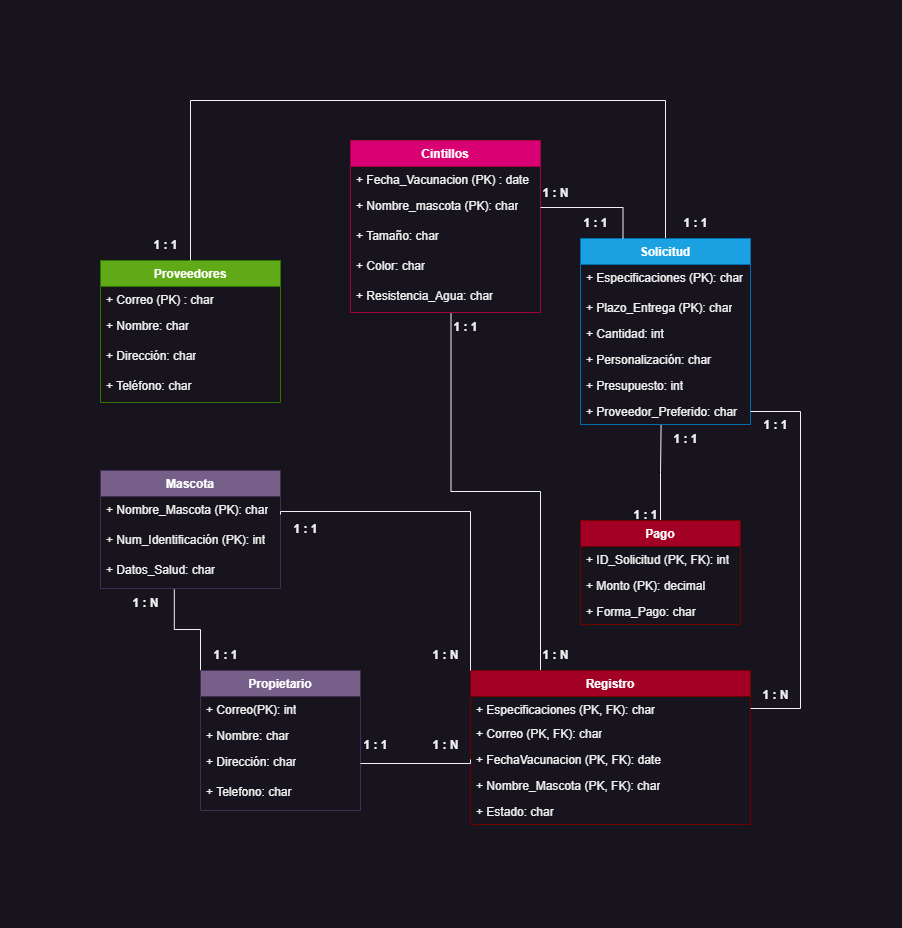 Cintillos
+ Fecha_Vacunacion (PK) : date
+ Nombre_mascota (PK): char
+ Tamaño: char
+ Color: char
+ Resistencia_Agua: char
1 : N
1 : 1
1 : 1
1 : 1
Solicitud
+ Especificaciones (PK): char
+ Plazo_Entrega (PK): char
+ Cantidad: int
+ Personalización: char
+ Presupuesto: int
+ Proveedor_Preferido: char
1 : 1
Proveedores
+ Correo (PK) : char
+ Nombre: char
+ Dirección: char
+ Teléfono: char
1 : 1
1 : 1
Mascota
+ Nombre_Mascota (PK): char
+ Num_Identificación (PK): int
+ Datos_Salud: char
1 : 1
1 : N
1 : 1
Pago
+ ID_Solicitud (PK, FK): int
+ Monto (PK): decimal
+ Forma_Pago: char
1 : 1
1 : N
1 : N
1 : N
Propietario
+ Correo(PK): int
+ Nombre: char
+ Dirección: char
+ Telefono: char
1 : 1
1 : N
Registro
+ Especificaciones (PK, FK): char
+ Correo (PK, FK): char
+ FechaVacunacion (PK, FK): date
+ Nombre_Mascota (PK, FK): char
+ Estado: char